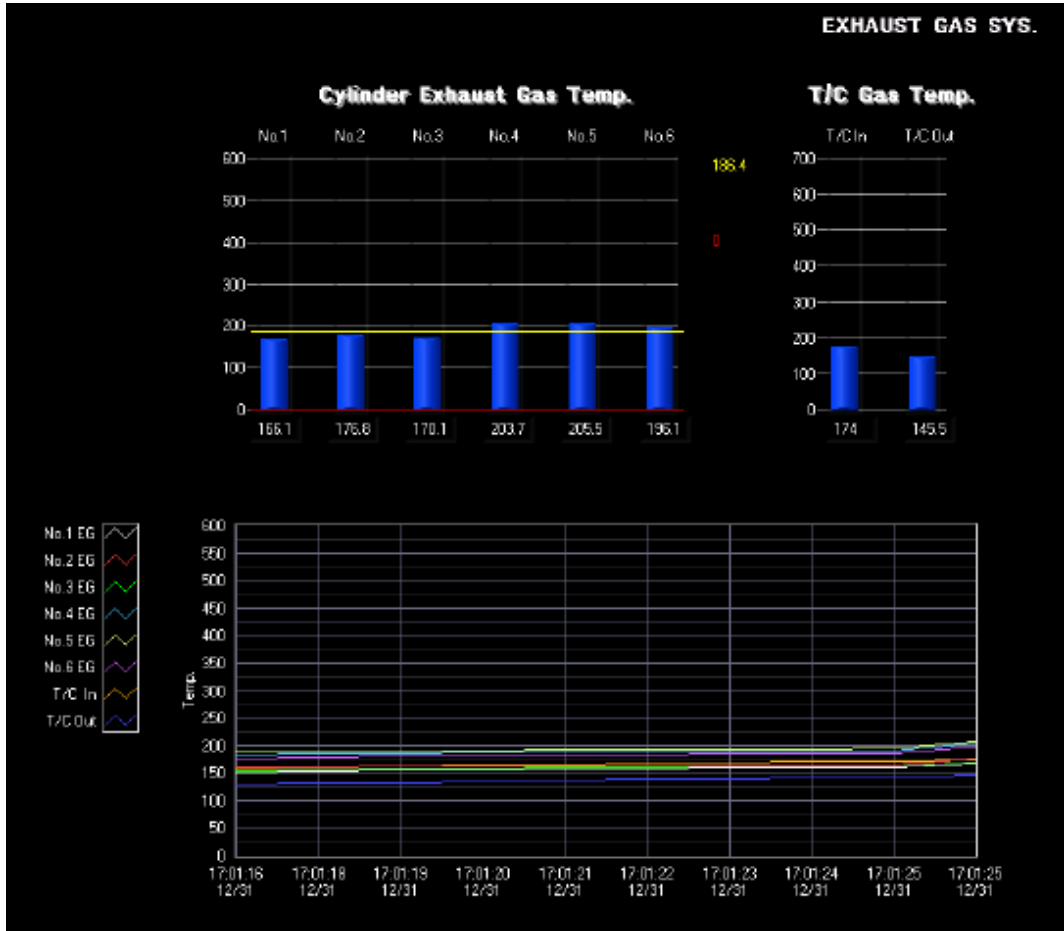 EXHAUST GAS SYS.
Cylinder Exhaust Gas Temp.
T/C Gas Temp.
No.1 No.2 No.3 No.4 No.5 No.6
T/C In T/C Out
600
500
400
300
200
100
0
186.4
0
700
600
500
400
300
200
100
0
166.1 176.8 170.1 203.7 205.5 196.1
174 145.5
No.1 EG
No.2 EG
No.3 EG
No.4 EG
No.5 EG
No.6 EG
T/C In
T/C Out
Temp.
600
550
500
450
400
350
300
250
200
150
100
50
0
17:01:16 17:01:18 17:01:19 17:01:20 17:01:21 17:01:22 17:01:23 17:01:24 17:01:25 17:01:25
12/31 12/31 12/31 12/31 12/31 12/31 12/31 12/31 12/31 12/31